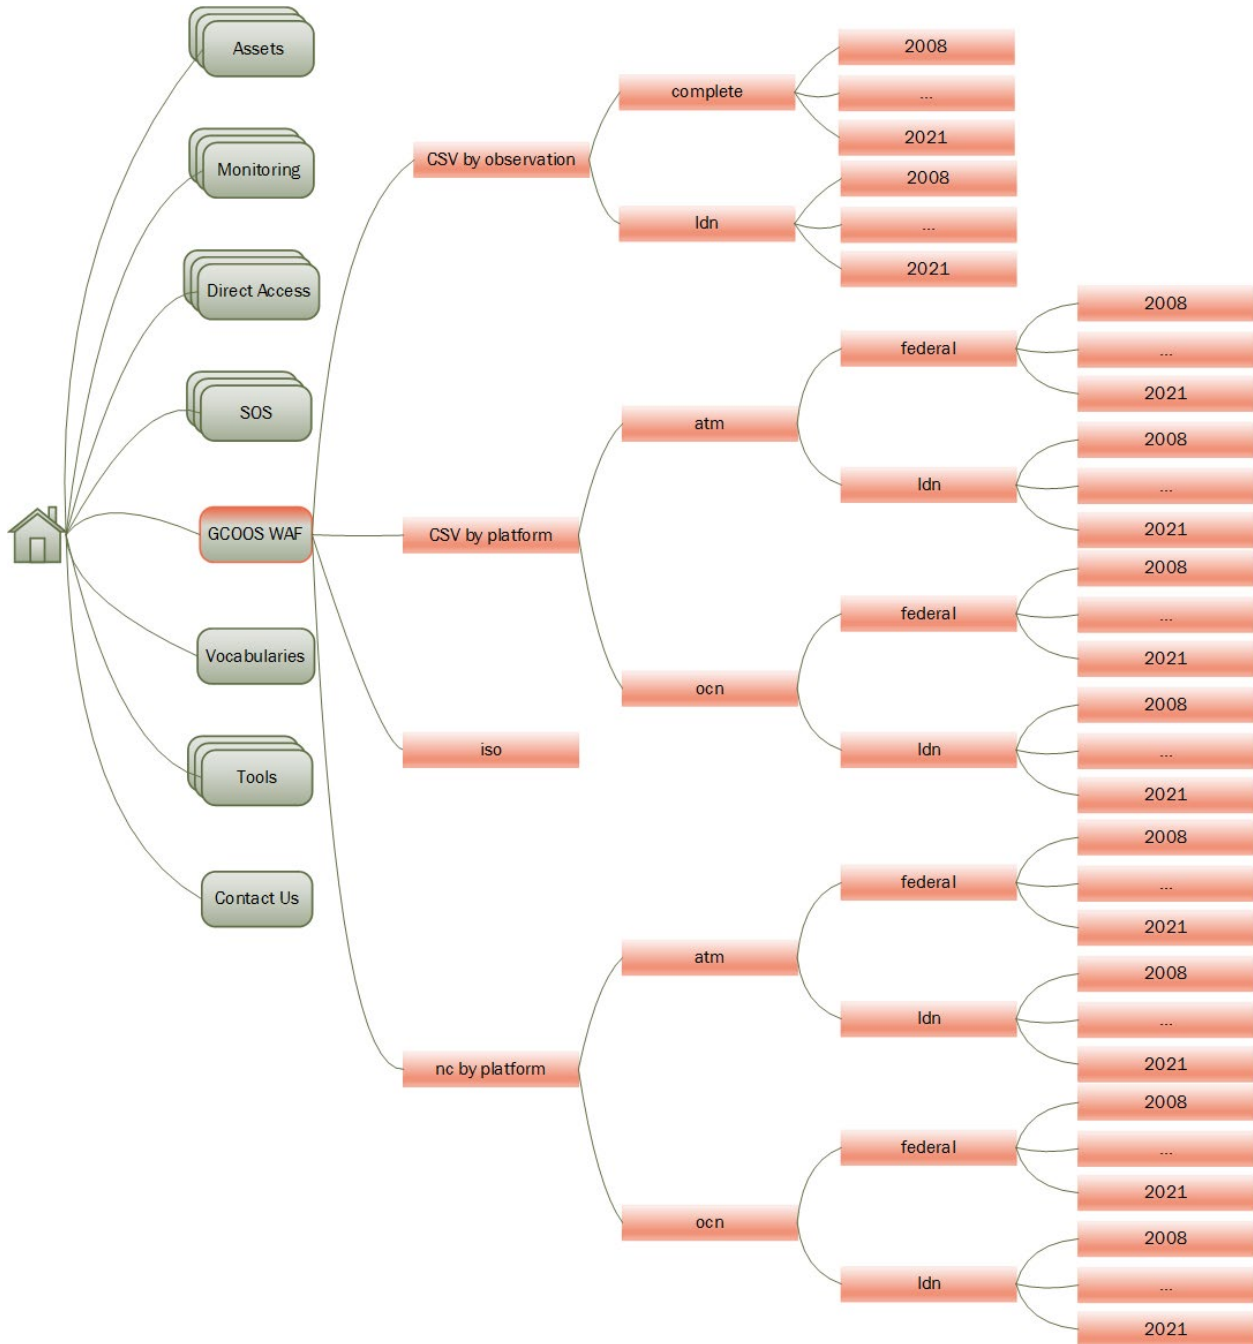 Assets
Monitoring
Direct Access
SOS
GCOOS WAF
Vocabularies
Tools
Contact Us
CSV by observation
complete
2008
...
2021
ldn
2008
...
2021
CSV by platform
atm
federal
2008
...
2021
ldn
2008
...
2021
ocn
federal
2008
...
2021
ldn
2008
...
2021
iso
nc by platform
atm
federal
2008
...
2021
ldn
2008
...
2021
ocn
federal
2008
...
2021
ldn
2008
...
2021